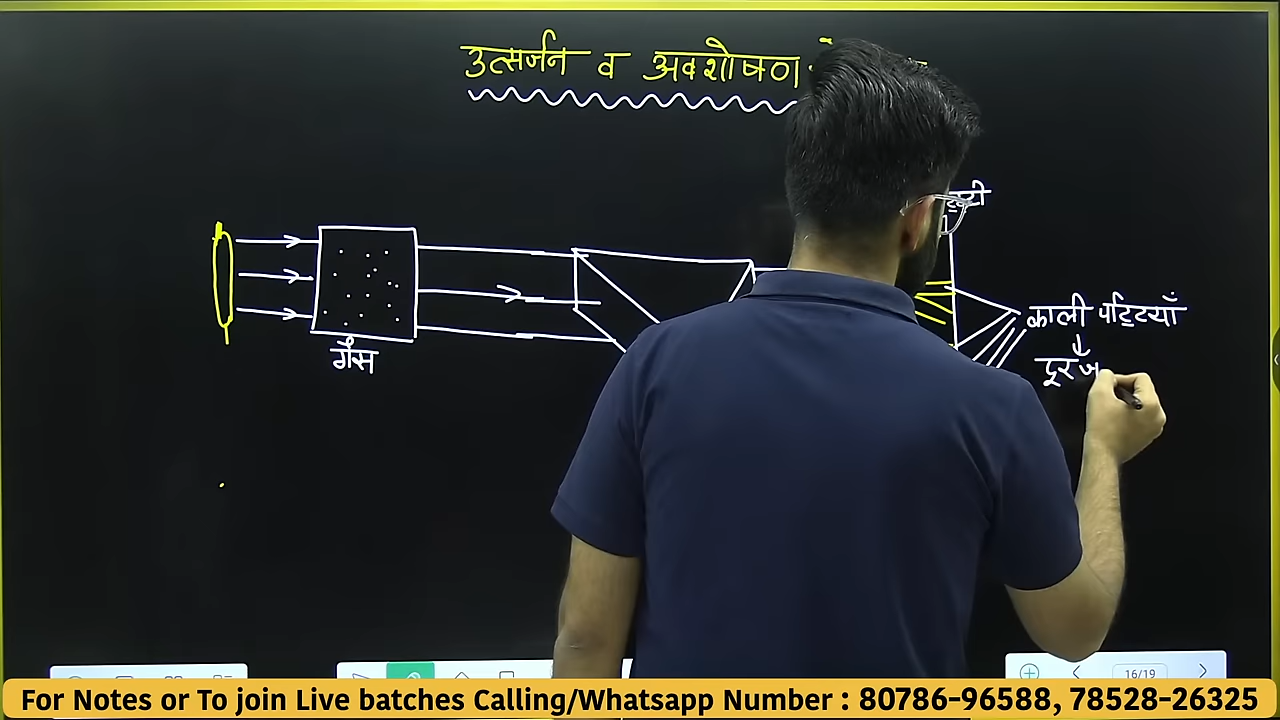 उत्सर्जन व अवशोषण
गैस
काली पट्टियाँ
दूर
16/19
For Notes or To join Live batches Calling/Whatsapp Number : 80786-96588, 78528-26325